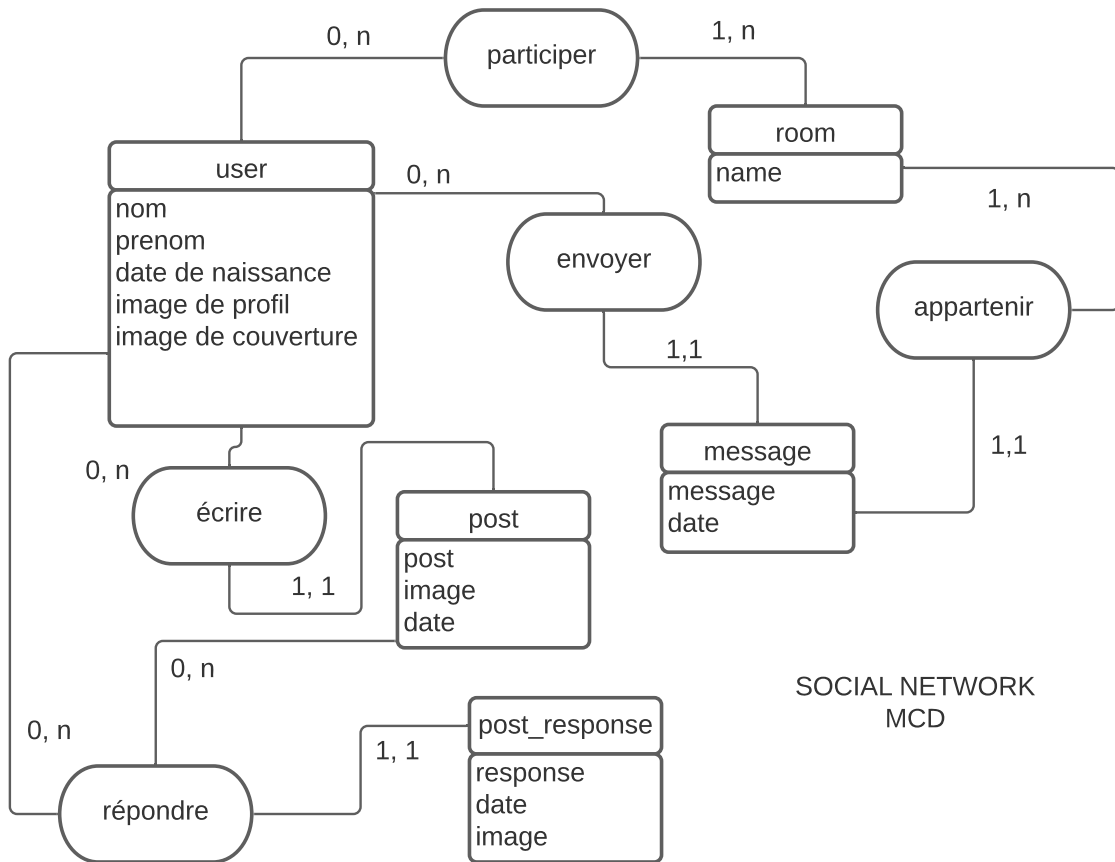 0, n
participer
1, n
room
name
1, n
user
nom
prenom
date de naissance
image de profil
image de couverture
0, n
envoyer
appartenir
1,1
message
message
date
1,1
0, n
écrire
1, 1
post
post
image
date
0, n
0, n
répondre
1, 1
post_response
response
date
image
SOCIAL NETWORK
MCD